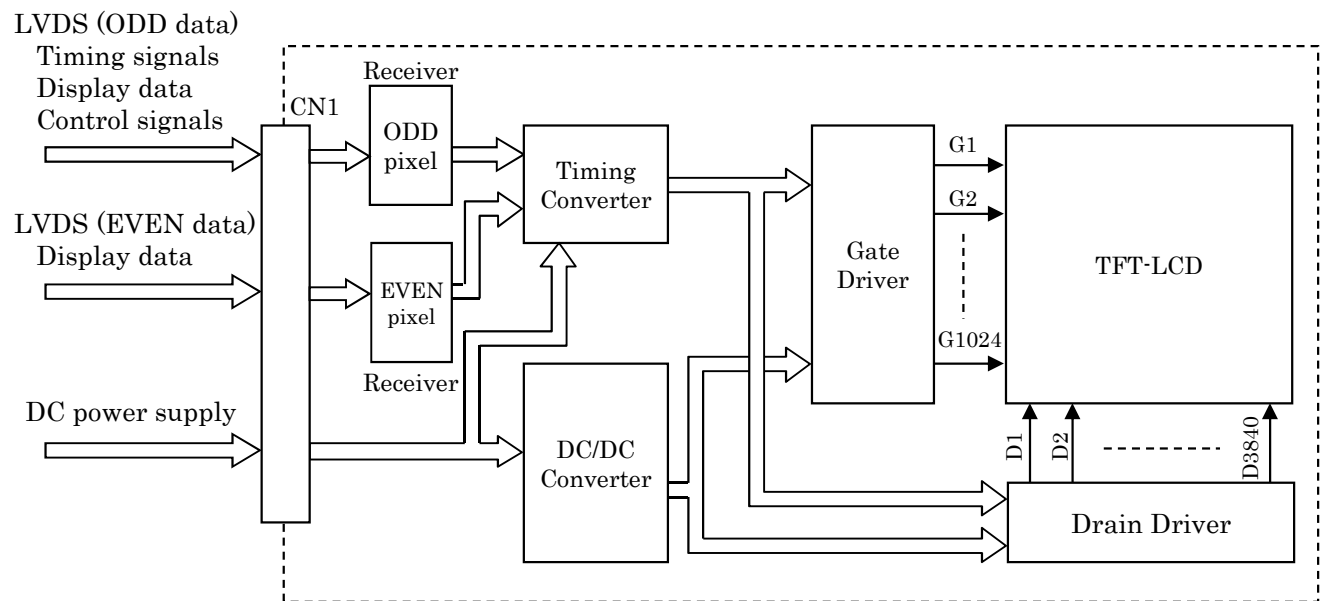 LVDS (ODD data)
Timing signals
Display data
Control signals
LVDS (EVEN data)
Display data
DC power supply
CN1
Receiver
ODD
pixel
EVEN
pixel
Receiver
Timing
Converter
DC/DC
Converter
Gate
Driver
G1
G2
G1024
TFT-LCD
D1
D2
D3840
Drain Driver